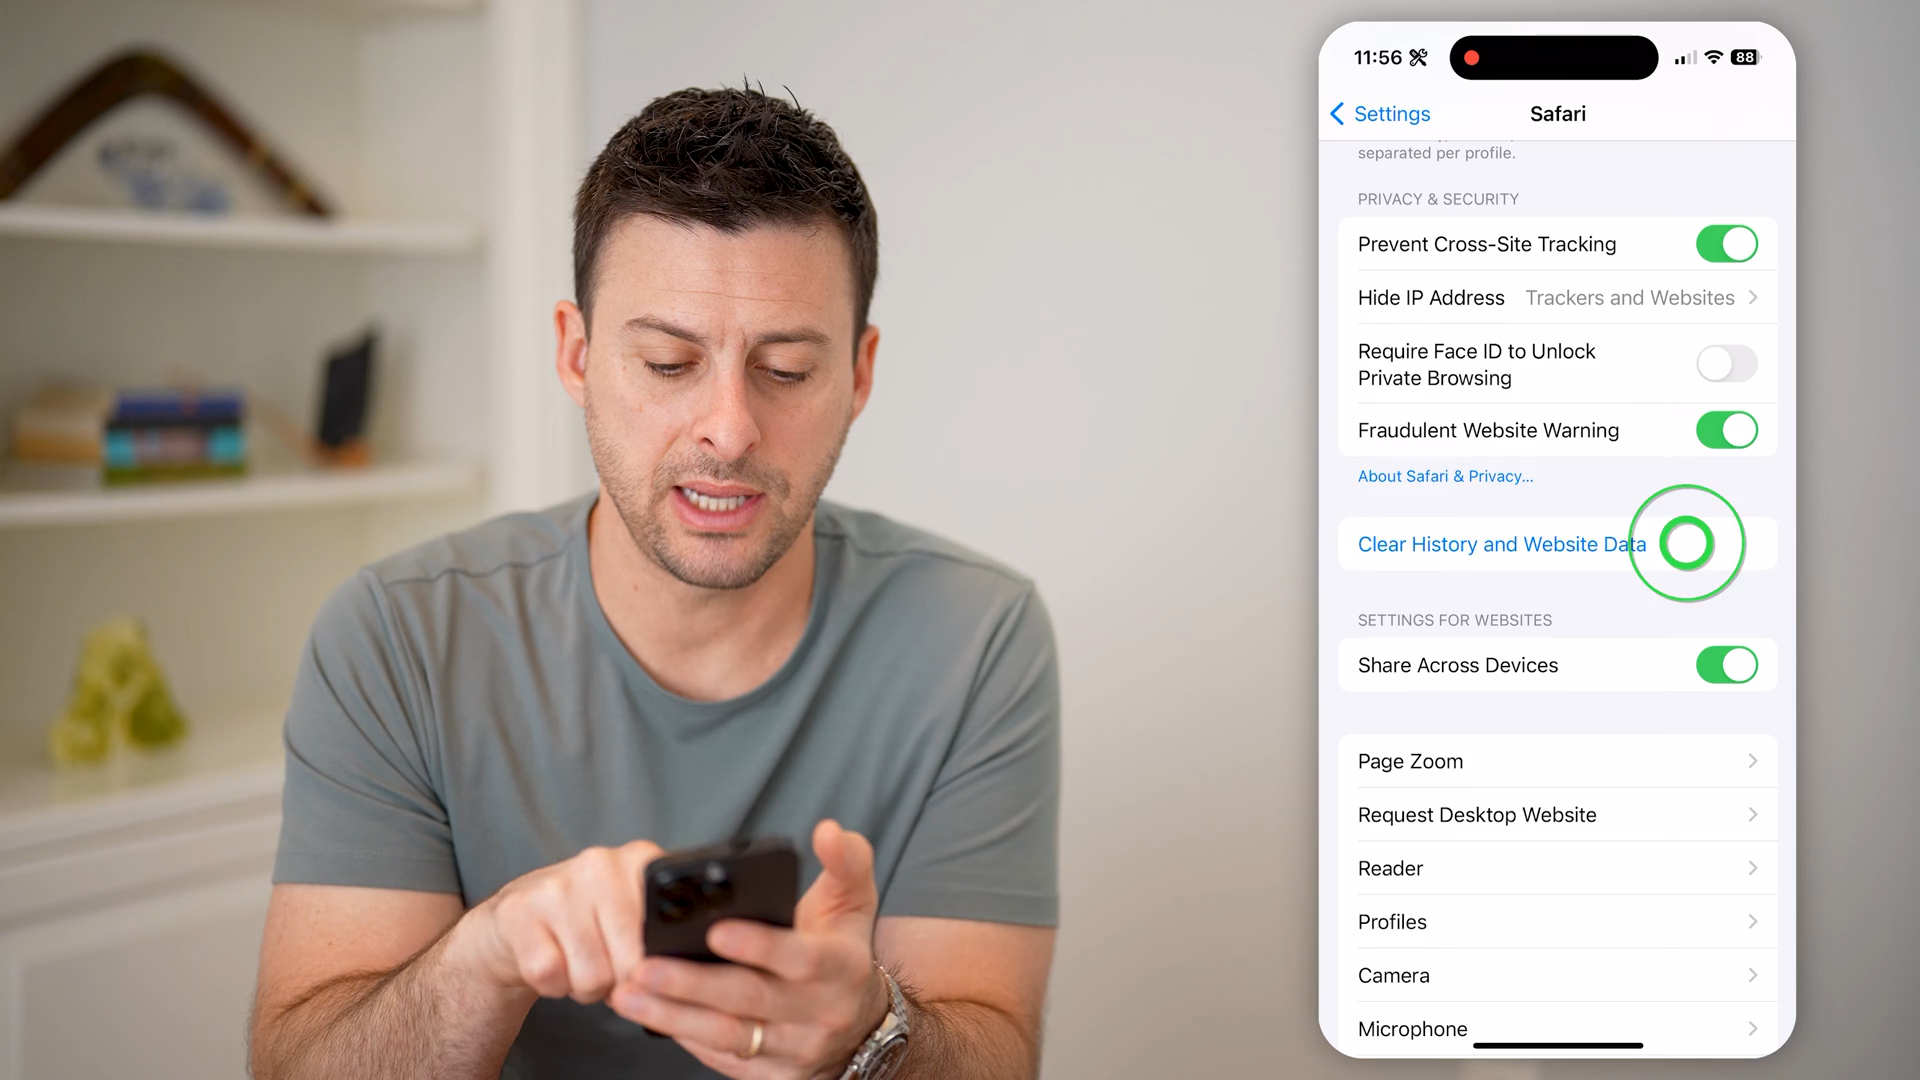 11:56
88
Settings
Safari
separated per profile.
PRIVACY & SECURITY
Prevent Cross-Site Tracking
Hide IP Address Trackers and Websites
Require Face ID to Unlock
Private Browsing
Fraudulent Website Warning
About Safari & Privacy...
Clear History and Website Data
SETTINGS FOR WEBSITES
Share Across Devices
Page Zoom
Request Desktop Website
Reader
Profiles
Camera
Microphone